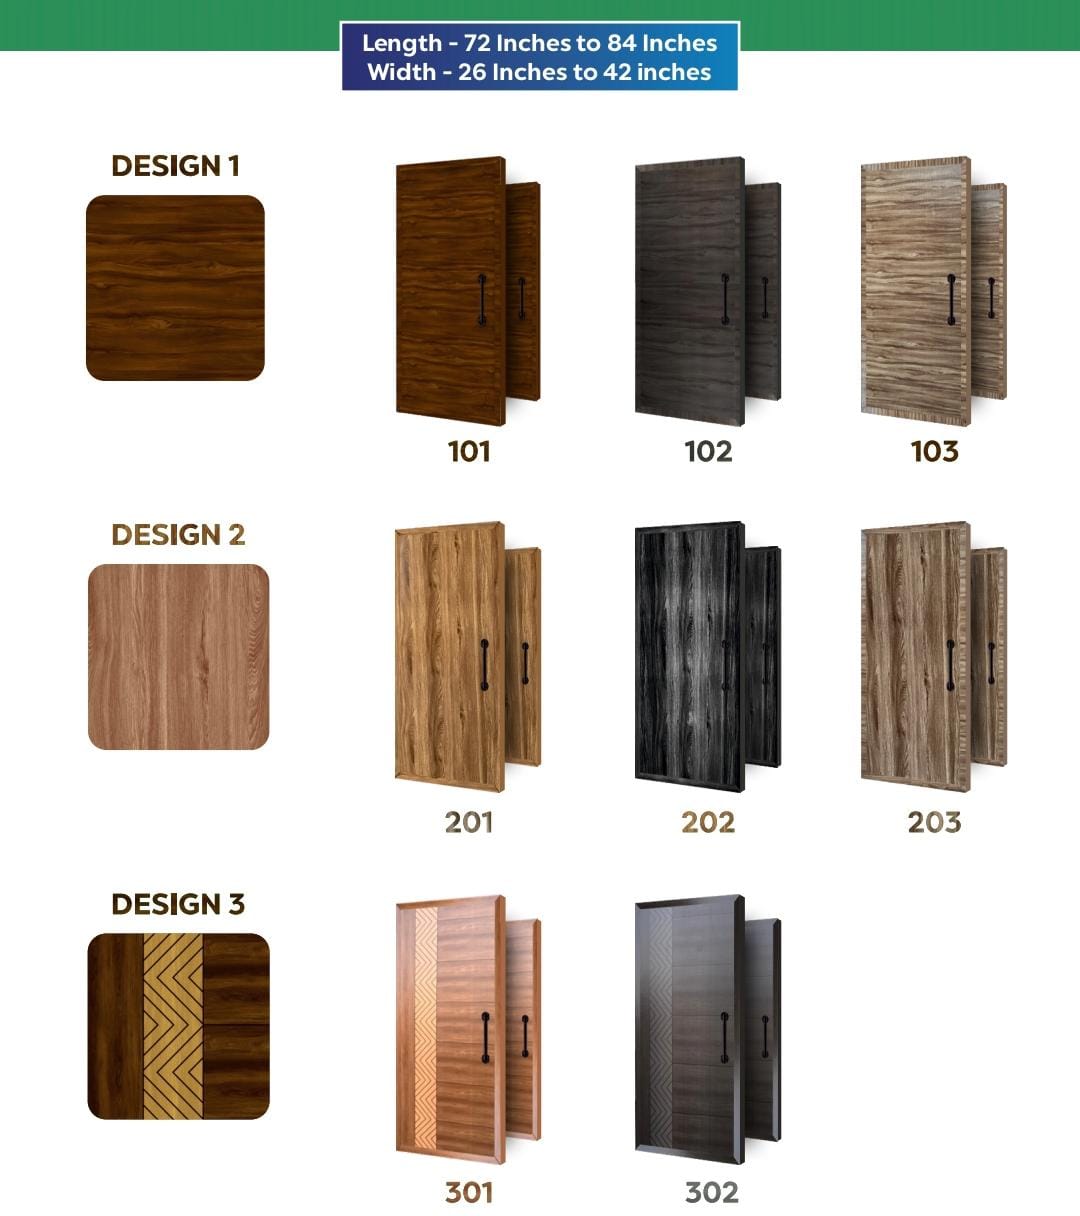 Length - 72 Inches to 84 Inches
Width - 26 Inches to 42 inches
DESIGN 1
101
102
103
DESIGN 2
201
202
203
DESIGN 3
301
302